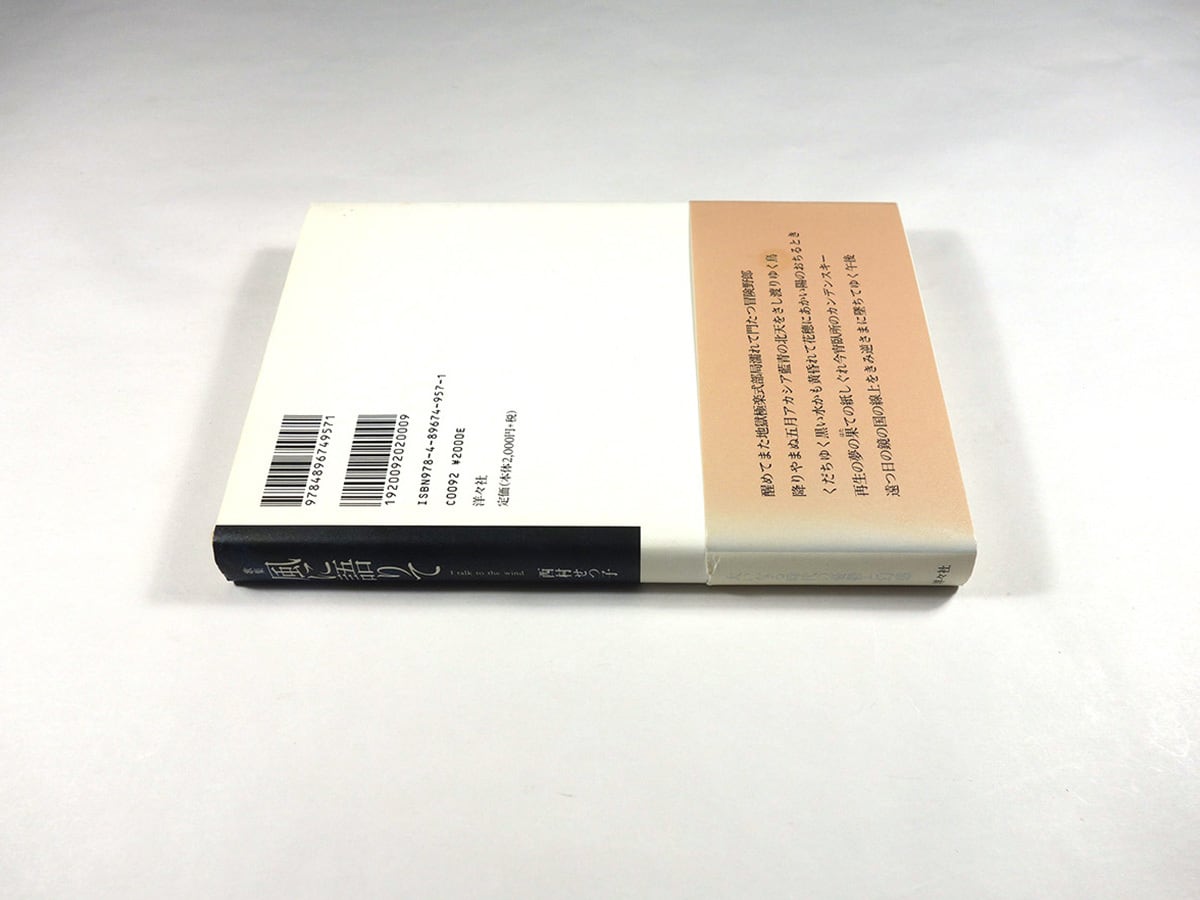 醒めてまた地獄極楽式部局濡れて門たつ冒険野郎
降りやまぬ五月アカシア藍青の北天をさし渡りゆく鳥
くだちゆく黒い水かも黄昏れて花穂にあかい陽のおちるとき
再生の夢の果ての紙しぐれ今宵臥所のカンデンスキー
遠つ日の鏡の国の線上をきみ逆さまに墜ちてゆく午後
9784896749571
1920092020009
ISBN978-4-89674-957-1
C0092 ¥2000E
洋々社
定価(本体2,000円+税)
歌集
風に語りて
I talk to the wind
西村せつ子
洋々社